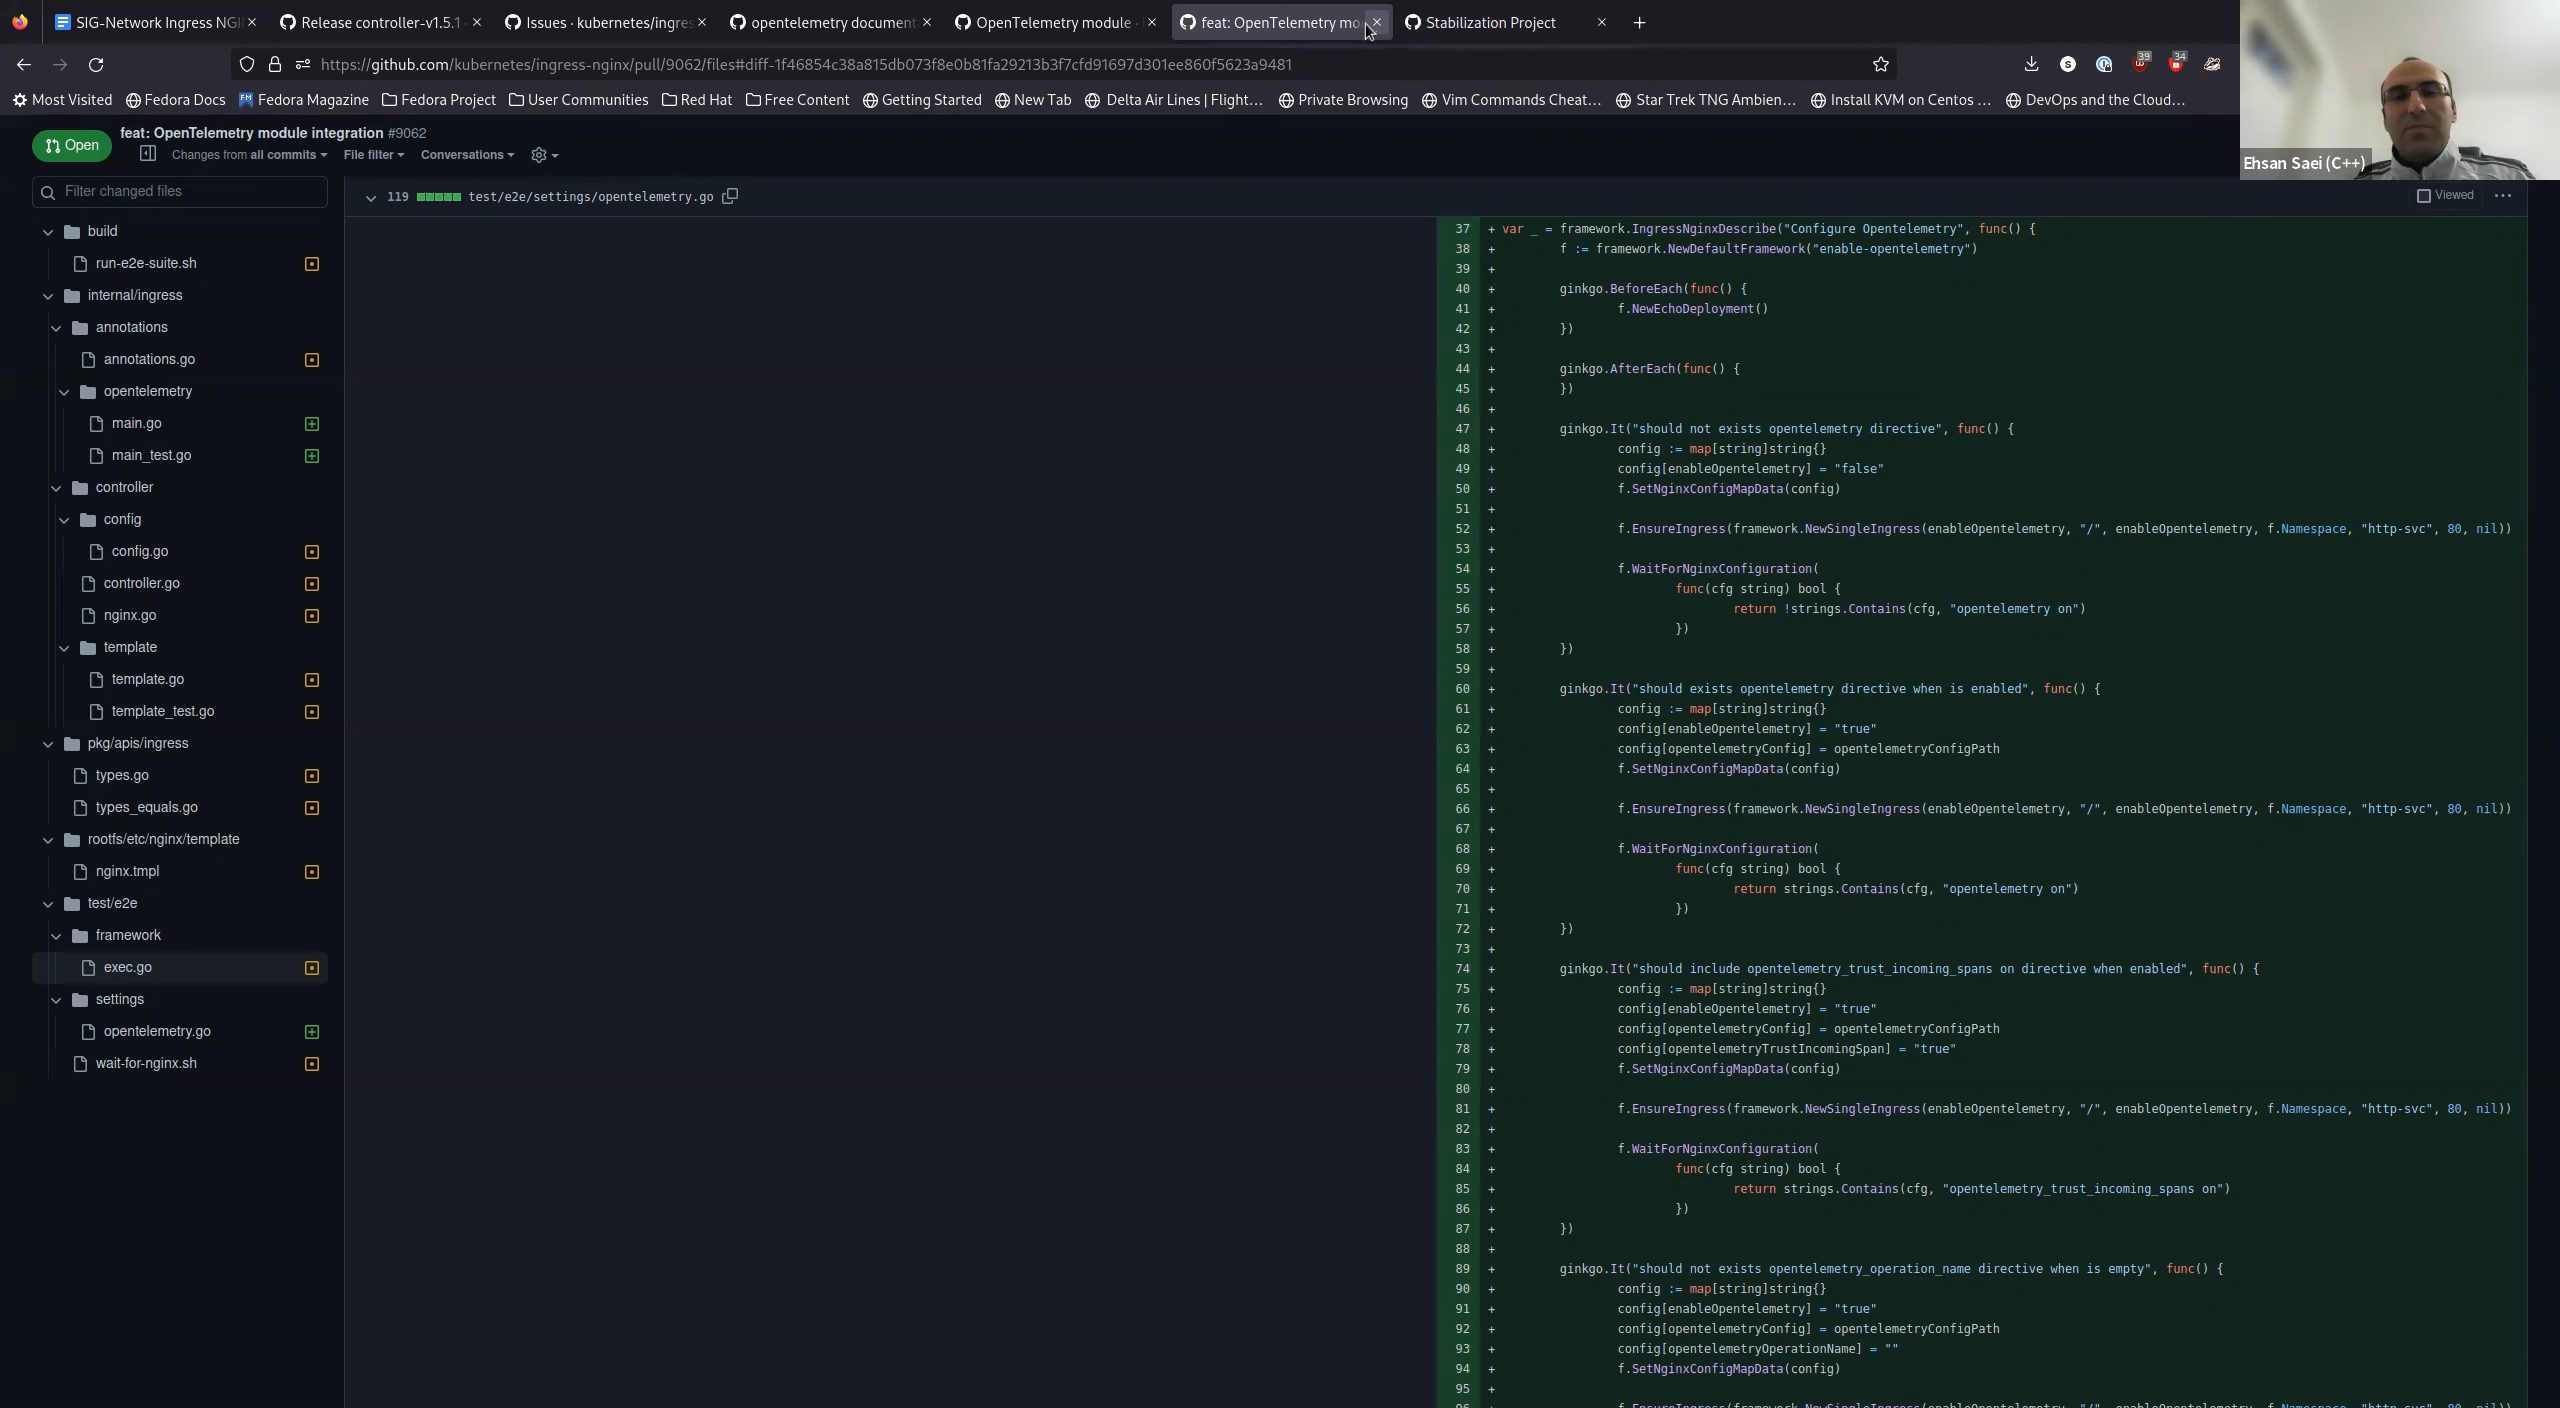 SIG-Network Ingress NGI
Release controller-v1.5.1 ·
Issues · kubernetes/ingres
opentelemetry document
OpenTelemetry module ·
feat: OpenTelemetry mo
Stabilization Project
https://github.com/kubernetes/ingress-nginx/pull/9062/files#diff-1f46854c38a815db073f8e0b81fa29213b3f7cfd91697d301ee860f5623a9481
S
39
34
Most Visited
Fedora Docs
FM Fedora Magazine
Fedora Project
User Communities
Red Hat
Free Content
Getting Started
New Tab
Delta Air Lines | Flight…
Private Browsing
Vim Commands Cheat…
Star Trek TNG Ambien…
Install KVM on Centos …
DevOps and the Cloud…
Ehsan Saei (C++)
Open
feat: OpenTelemetry module integration #9062
Changes from all commits
File filter
Conversations
Filter changed files
build
run-e2e-suite.sh
internal/ingress
annotations
annotations.go
opentelemetry
main.go
main_test.go
controller
config
config.go
controller.go
nginx.go
template
template.go
template_test.go
pkg/apis/ingress
types.go
types_equals.go
rootfs/etc/nginx/template
nginx.tmpl
test/e2e
framework
exec.go
settings
opentelemetry.go
wait-for-nginx.sh
119 test/e2e/settings/opentelemetry.go
Viewed
37 + var _ = framework.IngressNginxDescribe("Configure Opentelemetry", func() {
38 + f := framework.NewDefaultFramework("enable-opentelemetry")
39 +
40 + ginkgo.BeforeEach(func() {
41 + f.NewEchoDeployment()
42 + })
43 +
44 + ginkgo.AfterEach(func() {
45 + })
46 +
47 + ginkgo.It("should not exists opentelemetry directive", func() {
48 + config := map[string]string{}
49 + config[enableOpentelemetry] = "false"
50 + f.SetNginxConfigMapData(config)
51 +
52 + f.EnsureIngress(framework.NewSingleIngress(enableOpentelemetry, "/", enableOpentelemetry, f.Namespace, "http-svc", 80, nil))
53 +
54 + f.WaitForNginxConfiguration(
55 + func(cfg string) bool {
56 + return !strings.Contains(cfg, "opentelemetry on")
57 + })
58 + })
59 +
60 + ginkgo.It("should exists opentelemetry directive when is enabled", func() {
61 + config := map[string]string{}
62 + config[enableOpentelemetry] = "true"
63 + config[opentelemetryConfig] = opentelemetryConfigPath
64 + f.SetNginxConfigMapData(config)
65 +
66 + f.EnsureIngress(framework.NewSingleIngress(enableOpentelemetry, "/", enableOpentelemetry, f.Namespace, "http-svc", 80, nil))
67 +
68 + f.WaitForNginxConfiguration(
69 + func(cfg string) bool {
70 + return strings.Contains(cfg, "opentelemetry on")
71 + })
72 + })
73 +
74 + ginkgo.It("should include opentelemetry_trust_incoming_spans on directive when enabled", func() {
75 + config := map[string]string{}
76 + config[enableOpentelemetry] = "true"
77 + config[opentelemetryConfig] = opentelemetryConfigPath
78 + config[opentelemetryTrustIncomingSpan] = "true"
79 + f.SetNginxConfigMapData(config)
80 +
81 + f.EnsureIngress(framework.NewSingleIngress(enableOpentelemetry, "/", enableOpentelemetry, f.Namespace, "http-svc", 80, nil))
82 +
83 + f.WaitForNginxConfiguration(
84 + func(cfg string) bool {
85 + return strings.Contains(cfg, "opentelemetry_trust_incoming_spans on")
86 + })
87 + })
88 +
89 + ginkgo.It("should not exists opentelemetry_operation_name directive when is empty", func() {
90 + config := map[string]string{}
91 + config[enableOpentelemetry] = "true"
92 + config[opentelemetryConfig] = opentelemetryConfigPath
93 + config[opentelemetryOperationName] = ""
94 + f.SetNginxConfigMapData(config)
95 +